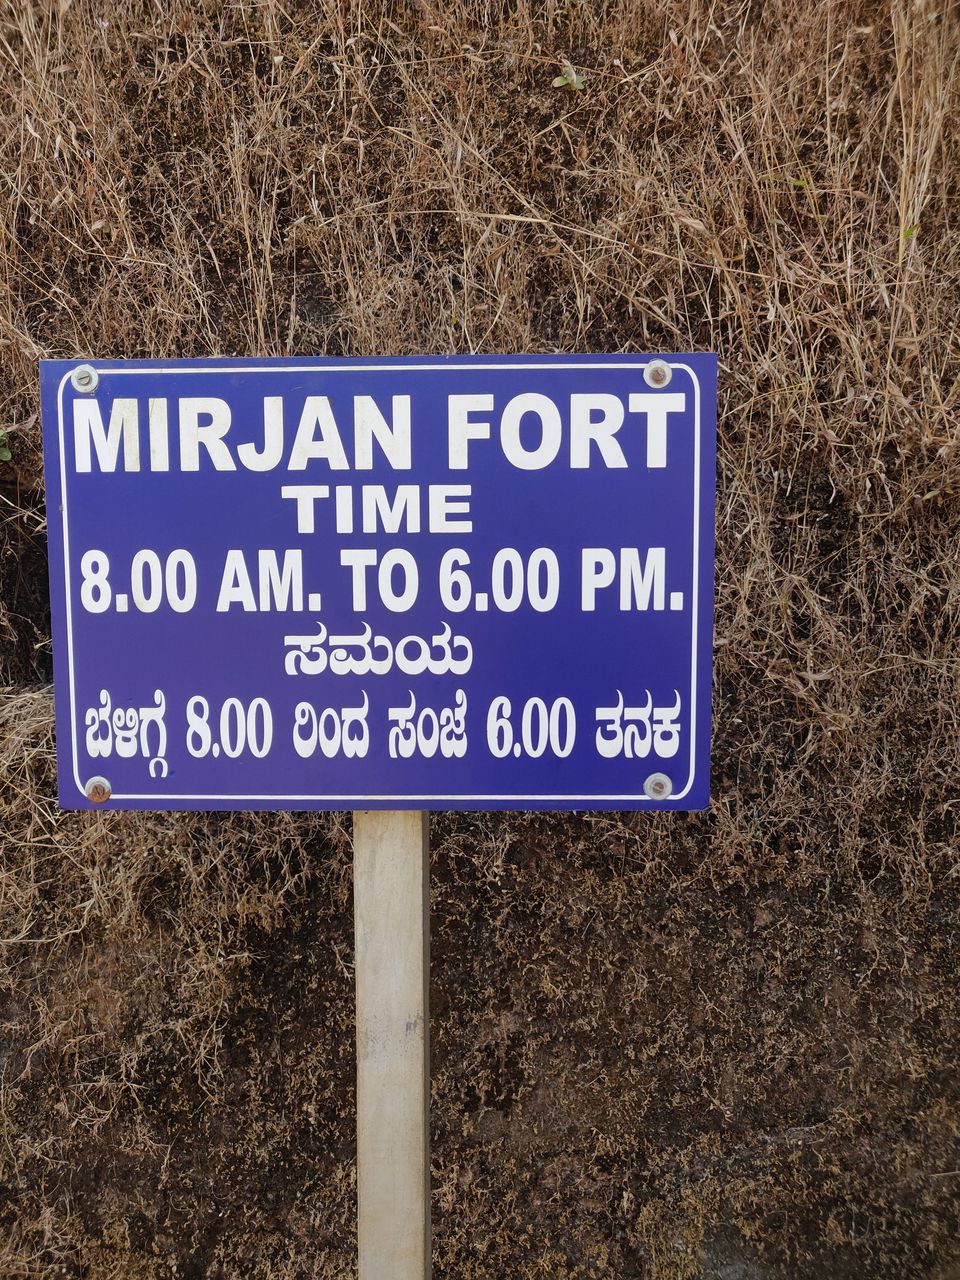 MIRJAN FORT
TIME
8.00 AM. TO 6.00 PM.
ಸಮಯ
ಬೆಳಿಗ್ಗೆ 8.00 ರಿಂದ ಸಂಜೆ 6.00 ತನಕ